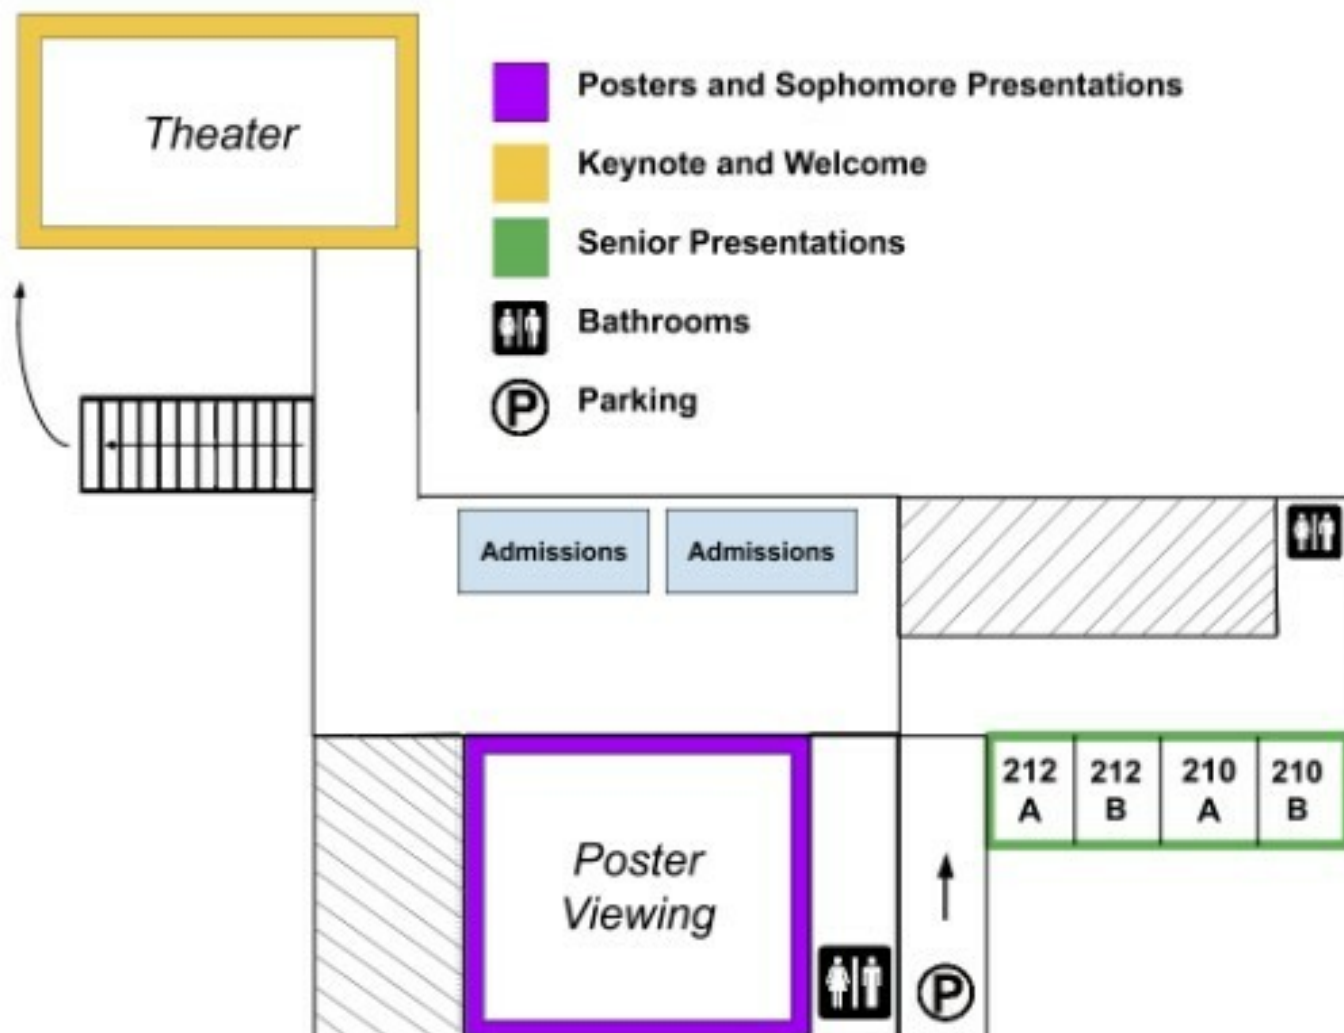 Theater
Posters and Sophomore Presentations
Keynote and Welcome
Senior Presentations
Bathrooms
P Parking
Admissions Admissions
212 212 210 210
A B A B
Poster
Viewing
P